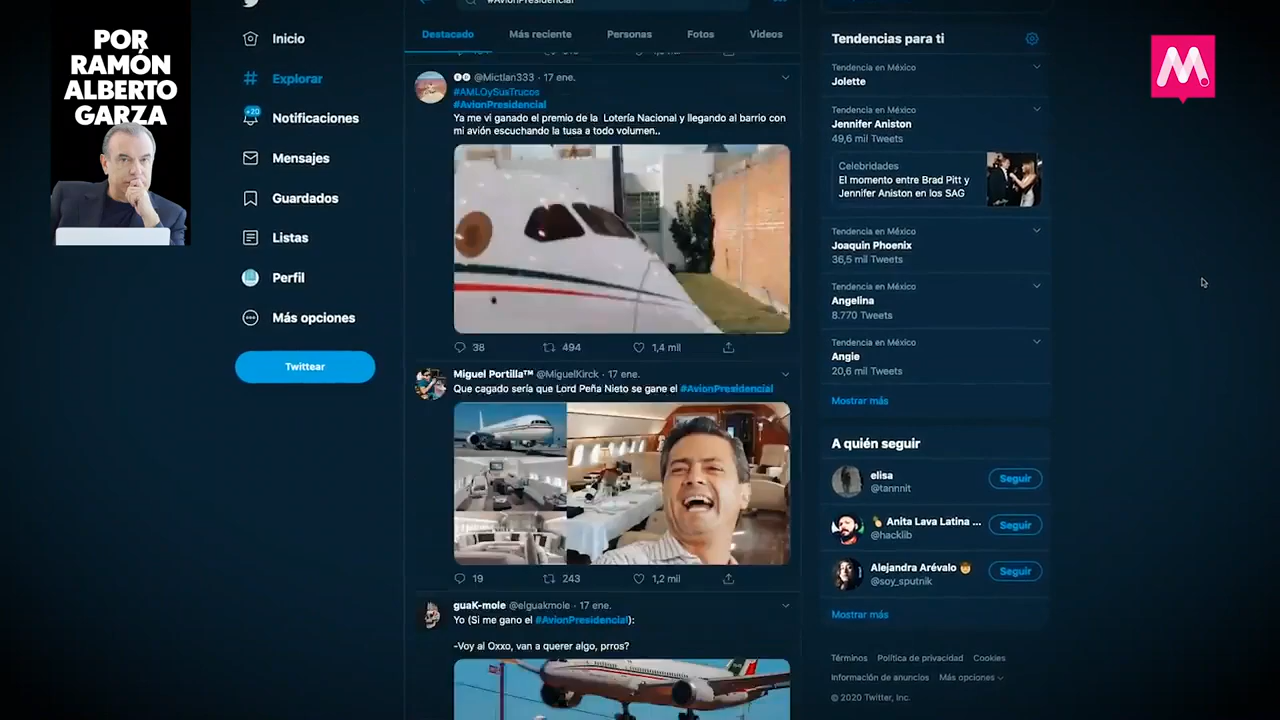 POR
RAMÓN
ALBERTO
GARZA
Inicio
Explorar
+20
Notificaciones
Mensajes
Guardados
Listas
Perfil
Más opciones
Twittear
#AvionPresidencial
Destacado
Más reciente
Personas
Fotos
Videos
@Mictlan333 · 17 ene.
#AMLOySusTrucos
#AvionPresidencial
Ya me vi ganado el premio de la Lotería Nacional y llegando al barrio con
mi avión escuchando la tusa a todo volumen..
38
494
1,4 mil
Miguel Portilla™ @MiguelKirck · 17 ene.
Que cagado sería que Lord Peña Nieto se gane el #AvionPresidencial
19
243
1,2 mil
guaK-mole @elguakmole · 17 ene.
Yo (Si me gano el #AvionPresidencial):
-Voy al Oxxo, van a querer algo, prros?
Tendencias para ti
Tendencia en México
Jolette
Tendencia en México
Jennifer Aniston
49,6 mil Tweets
Celebridades
El momento entre Brad Pitt y
Jennifer Aniston en los SAG
Tendencia en México
Joaquin Phoenix
36,5 mil Tweets
Tendencia en México
Angelina
8.770 Tweets
Tendencia en México
Angie
20,6 mil Tweets
Mostrar más
A quién seguir
elisa
@tannnit
Seguir
Anita Lava Latina ...
@hacklib
Seguir
Alejandra Arévalo
@soy_sputnik
Seguir
Mostrar más
Términos Política de privacidad Cookies
Información de anuncios Más opciones
© 2020 Twitter, Inc.
M